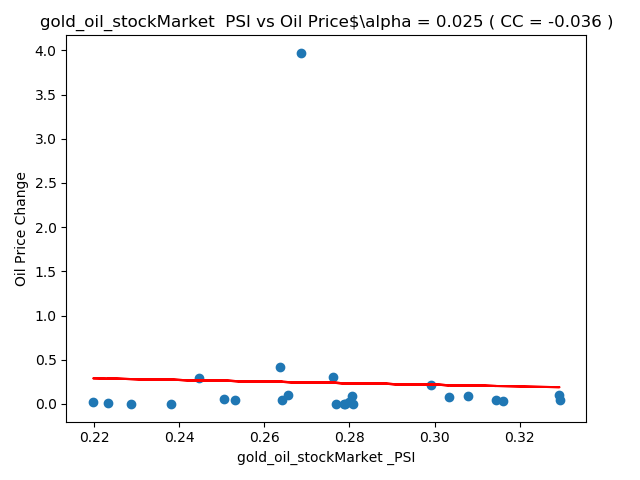 gold_oil_stockMarket  PSI vs Oil Price$\alpha = 0.025 ( CC = -0.036 )
4.0
3.5
3.0
2.5
2.0
1.5
1.0
0.5
0.0
Oil Price Change
0.22 0.24 0.26 0.28 0.30 0.32
gold_oil_stockMarket _PSI